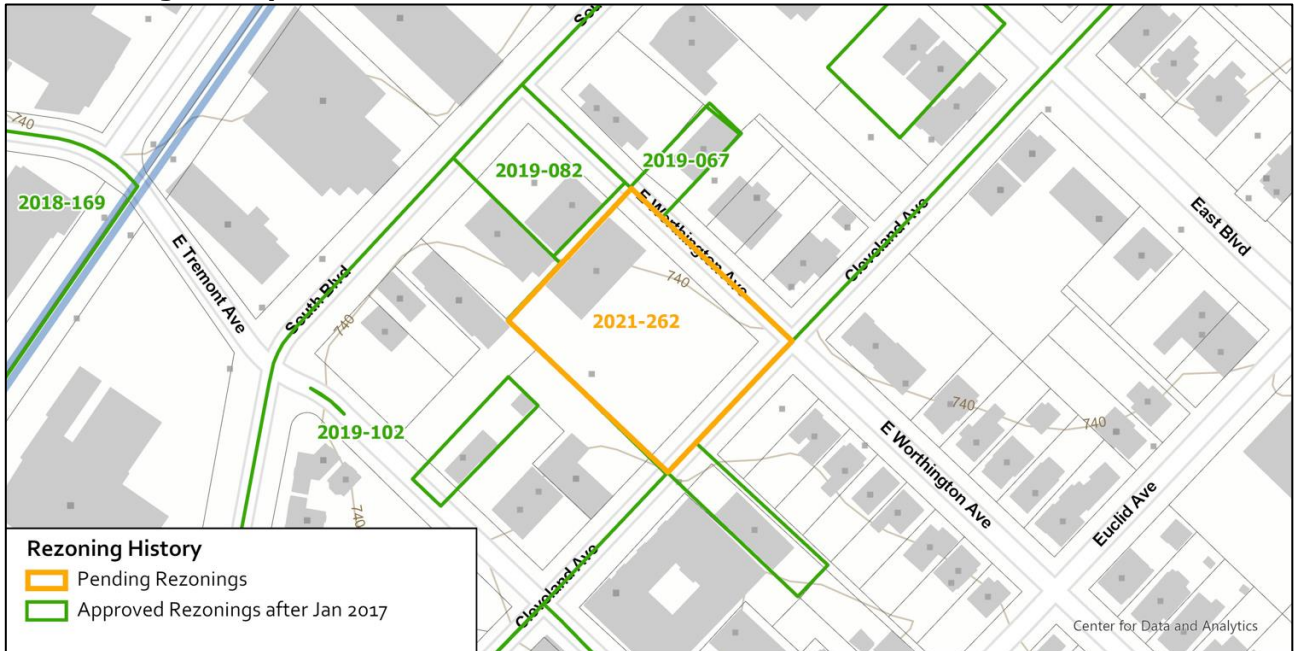 740
2018-169
E Tremont Ave
South Blvd
740
2019-082
2019-067
E Worthington Ave
740
Cleveland Ave
East Blvd
2021-262
2019-102
740
740
740
E Worthington Ave
Euclid Ave
Cleveland Ave
Rezoning History
Pending Rezonings
Approved Rezonings after Jan 2017
Center for Data and Analytics